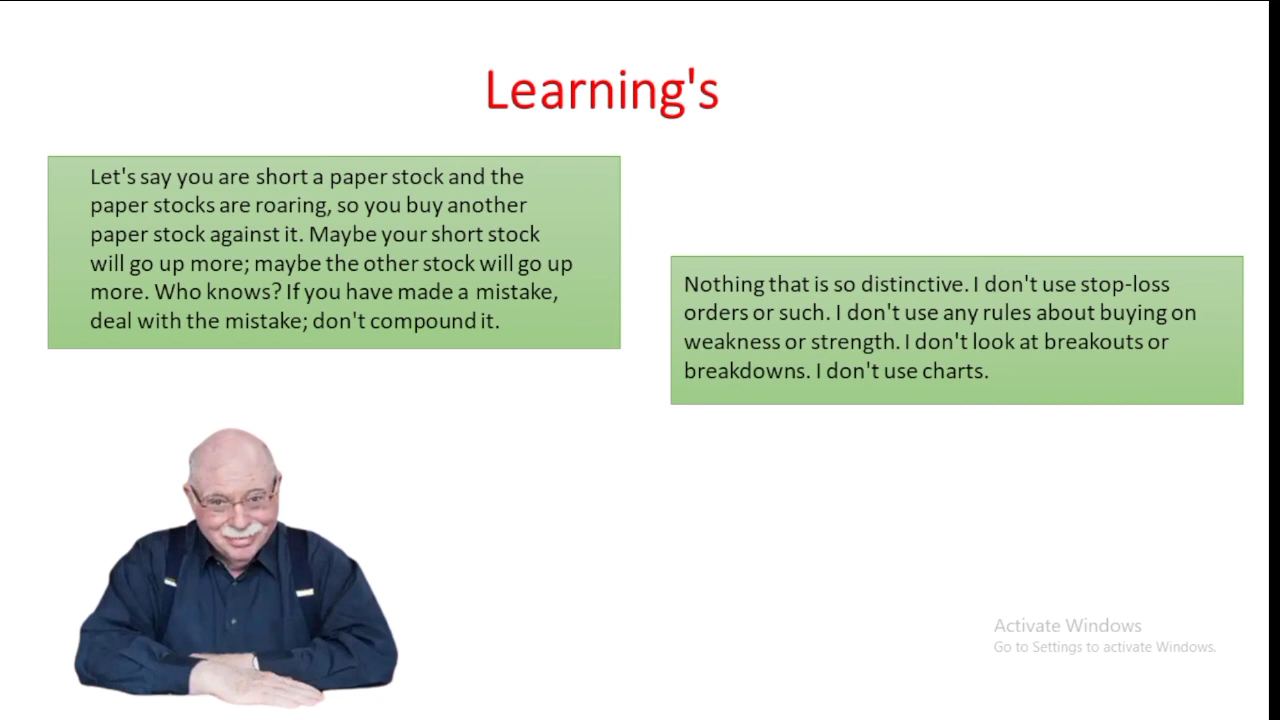 Learning's
Let's say you are short a paper stock and the
paper stocks are roaring, so you buy another
paper stock against it. Maybe your short stock
will go up more; maybe the other stock will go up
more. Who knows? If you have made a mistake,
deal with the mistake; don't compound it.
Nothing that is so distinctive. I don't use stop-loss
orders or such. I don't use any rules about buying on
weakness or strength. I don't look at breakouts or
breakdowns. I don't use charts.
Activate Windows
Go to Settings to activate Windows.